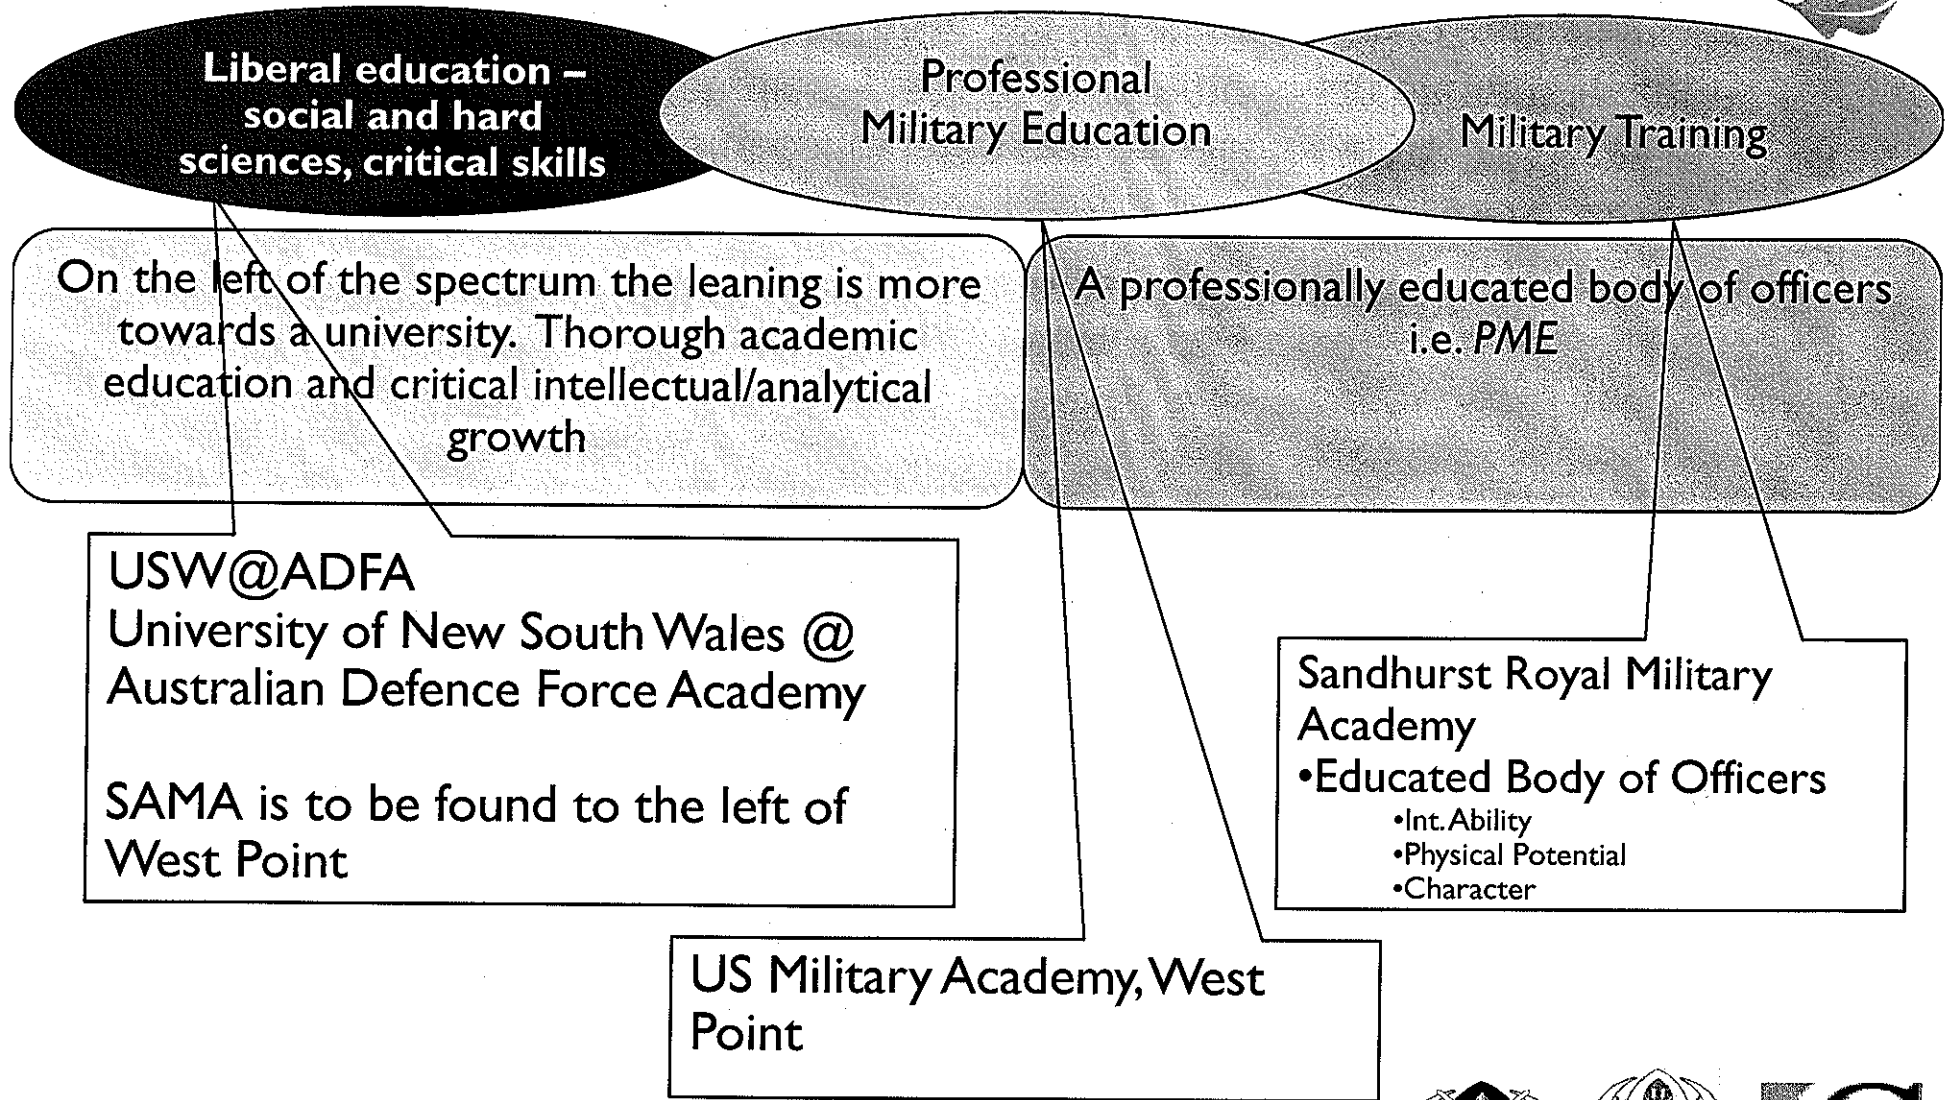 Liberal education –
social and hard
sciences, critical skills
Professional
Military Education
Military Training
On the left of the spectrum the leaning is more
towards a university. Thorough academic
education and critical intellectual/analytical
growth
A professionally educated body of officers
i.e. PME
USW@ADFA
University of New South Wales @
Australian Defence Force Academy
SAMA is to be found to the left of
West Point
Sandhurst Royal Military
Academy
•Educated Body of Officers
•Int. Ability
•Physical Potential
•Character
US Military Academy, West
Point